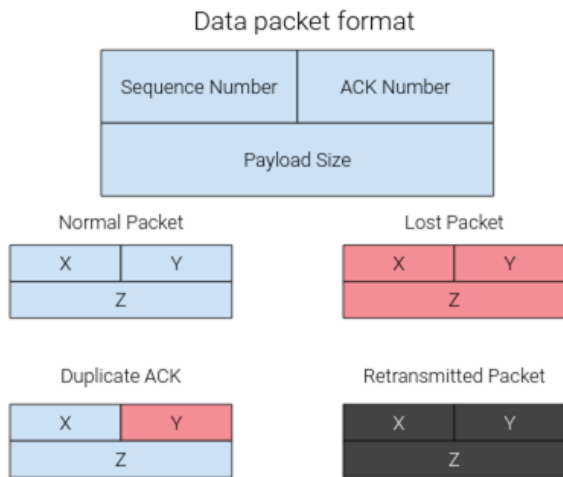 Data packet format
Sequence Number ACK Number
Payload Size
Normal Packet Lost Packet
X Y X Y
Z Z
Duplicate ACK Retransmitted Packet
X Y X Y
Z Z